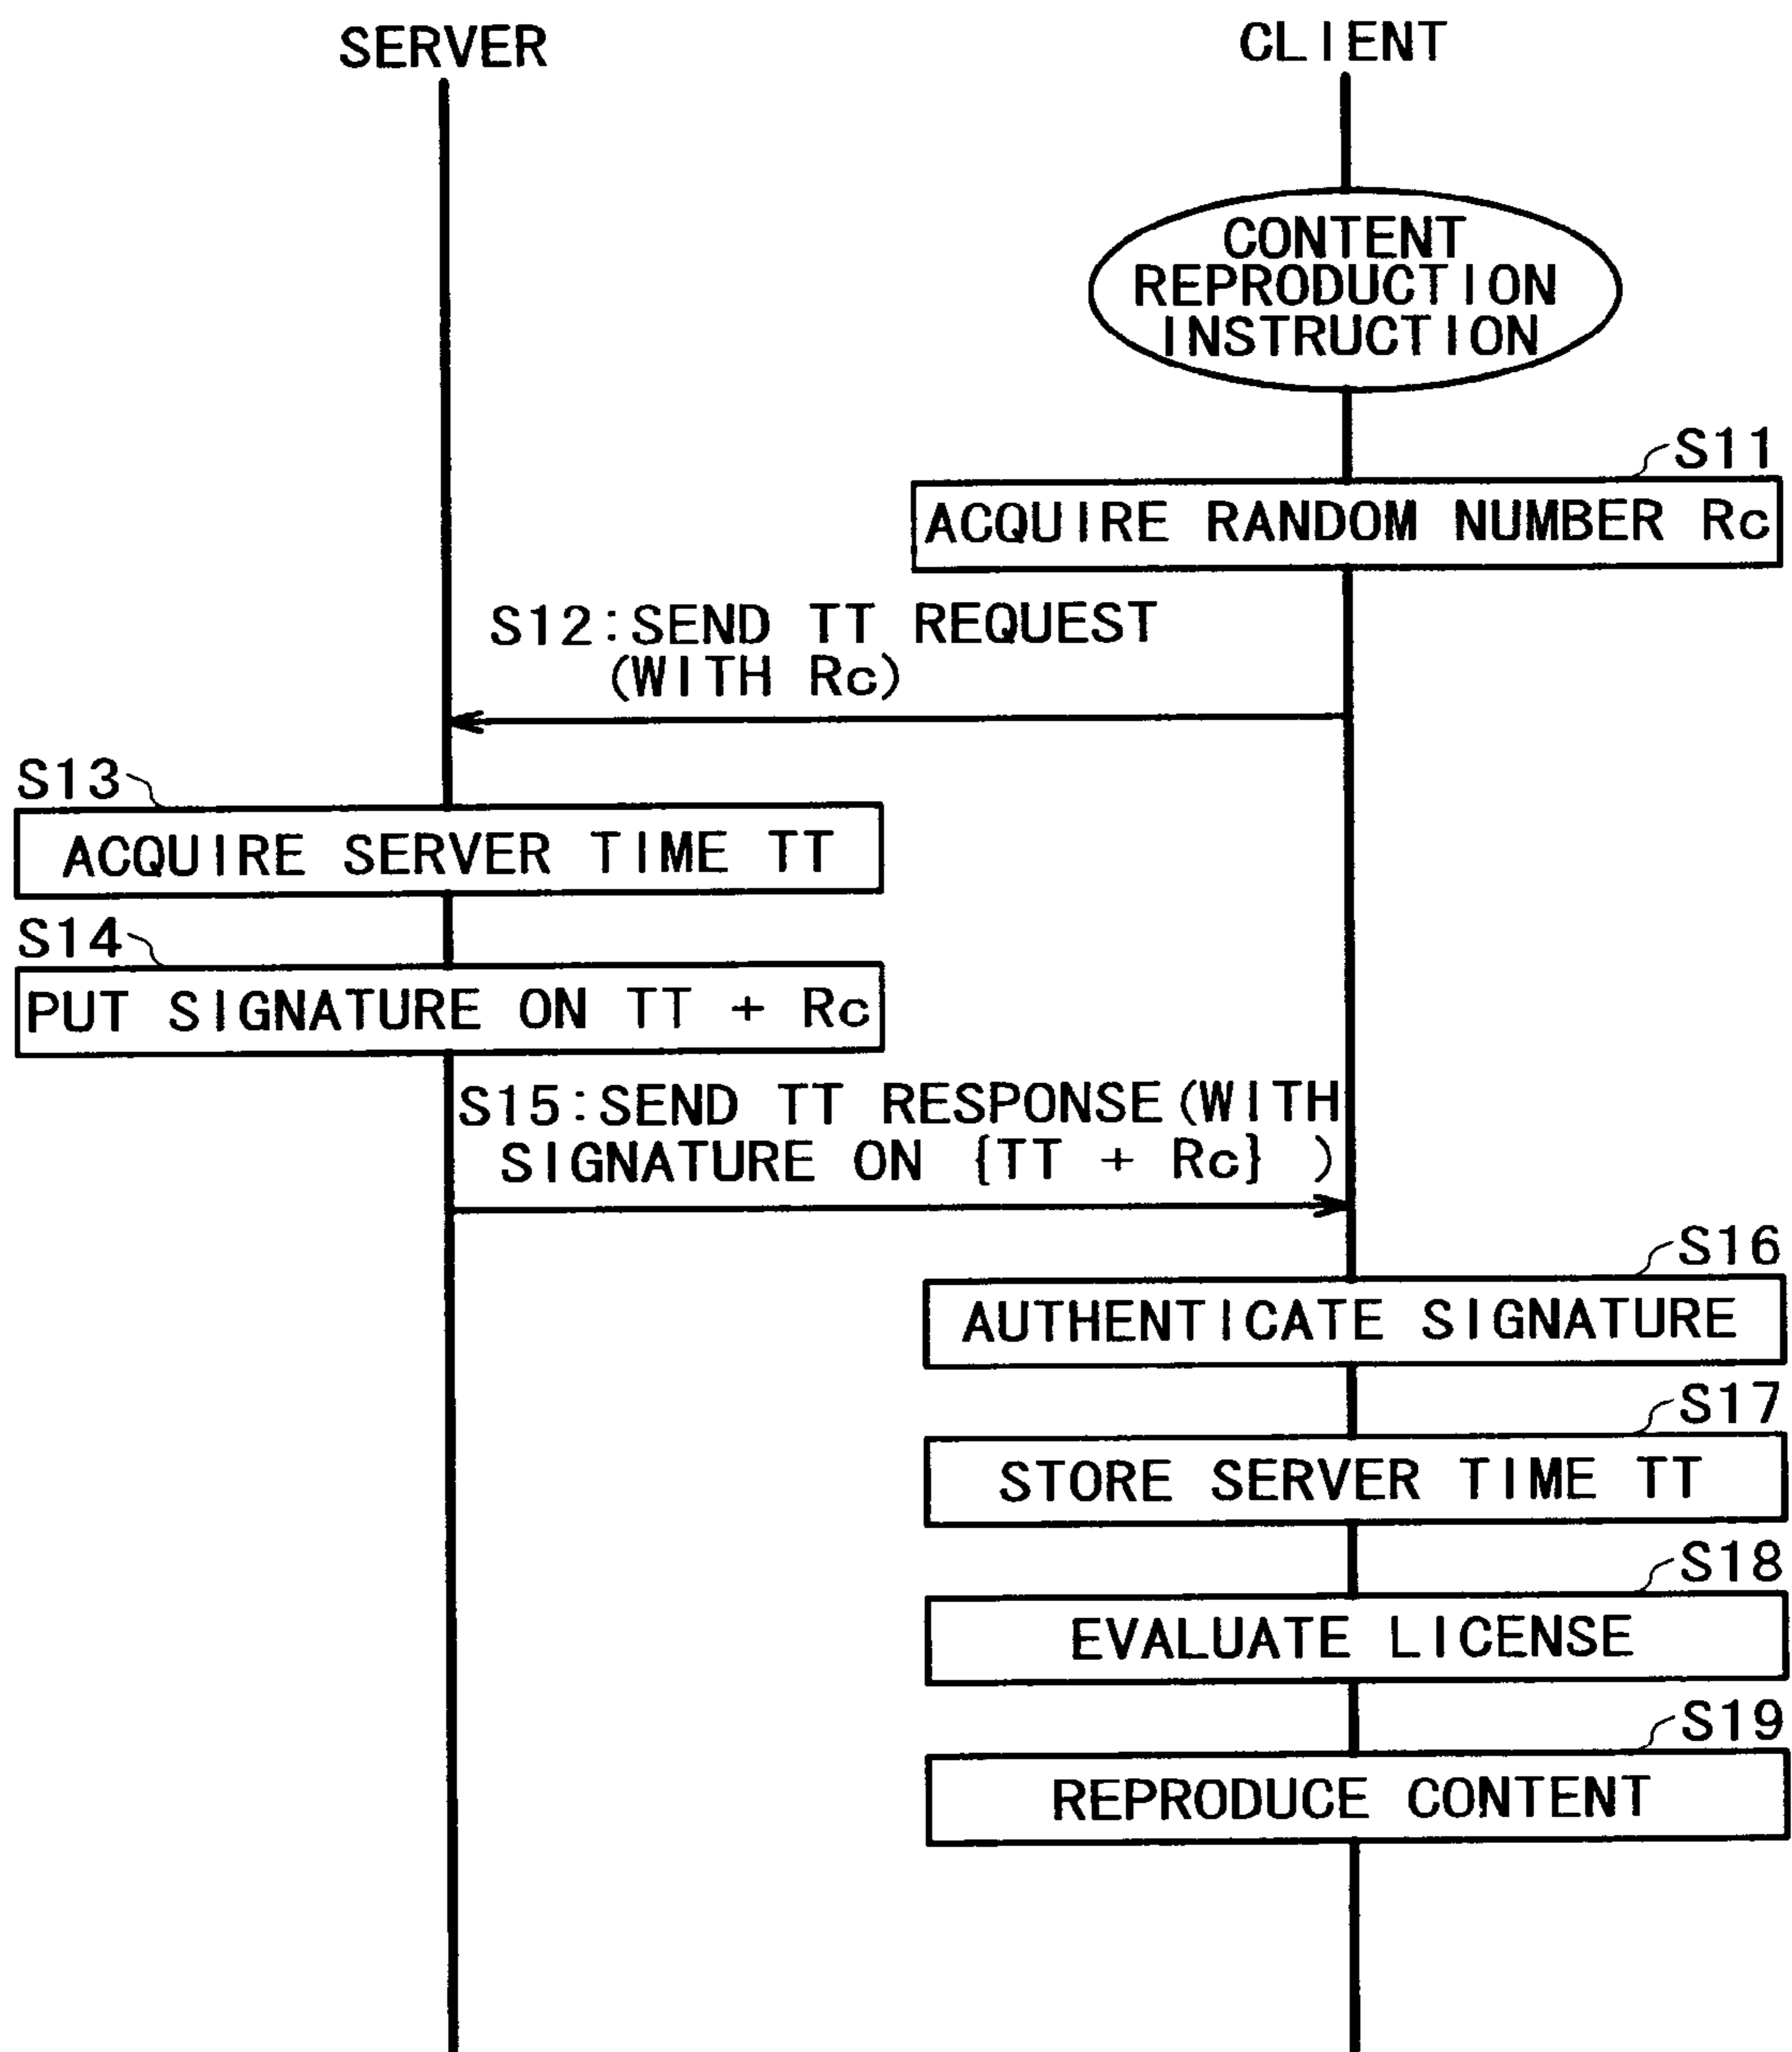 SERVER
CLIENT
CONTENT
REPRODUCTION
INSTRUCTION
S11
ACQUIRE RANDOM NUMBER Rc
S12:SEND TT REQUEST
(WITH Rc)
S13
ACQUIRE SERVER TIME TT
S14
PUT SIGNATURE ON TT + Rc
S15:SEND TT RESPONSE(WITH
SIGNATURE ON {TT + Rc} )
S16
AUTHENTICATE SIGNATURE
S17
STORE SERVER TIME TT
S18
EVALUATE LICENSE
S19
REPRODUCE CONTENT